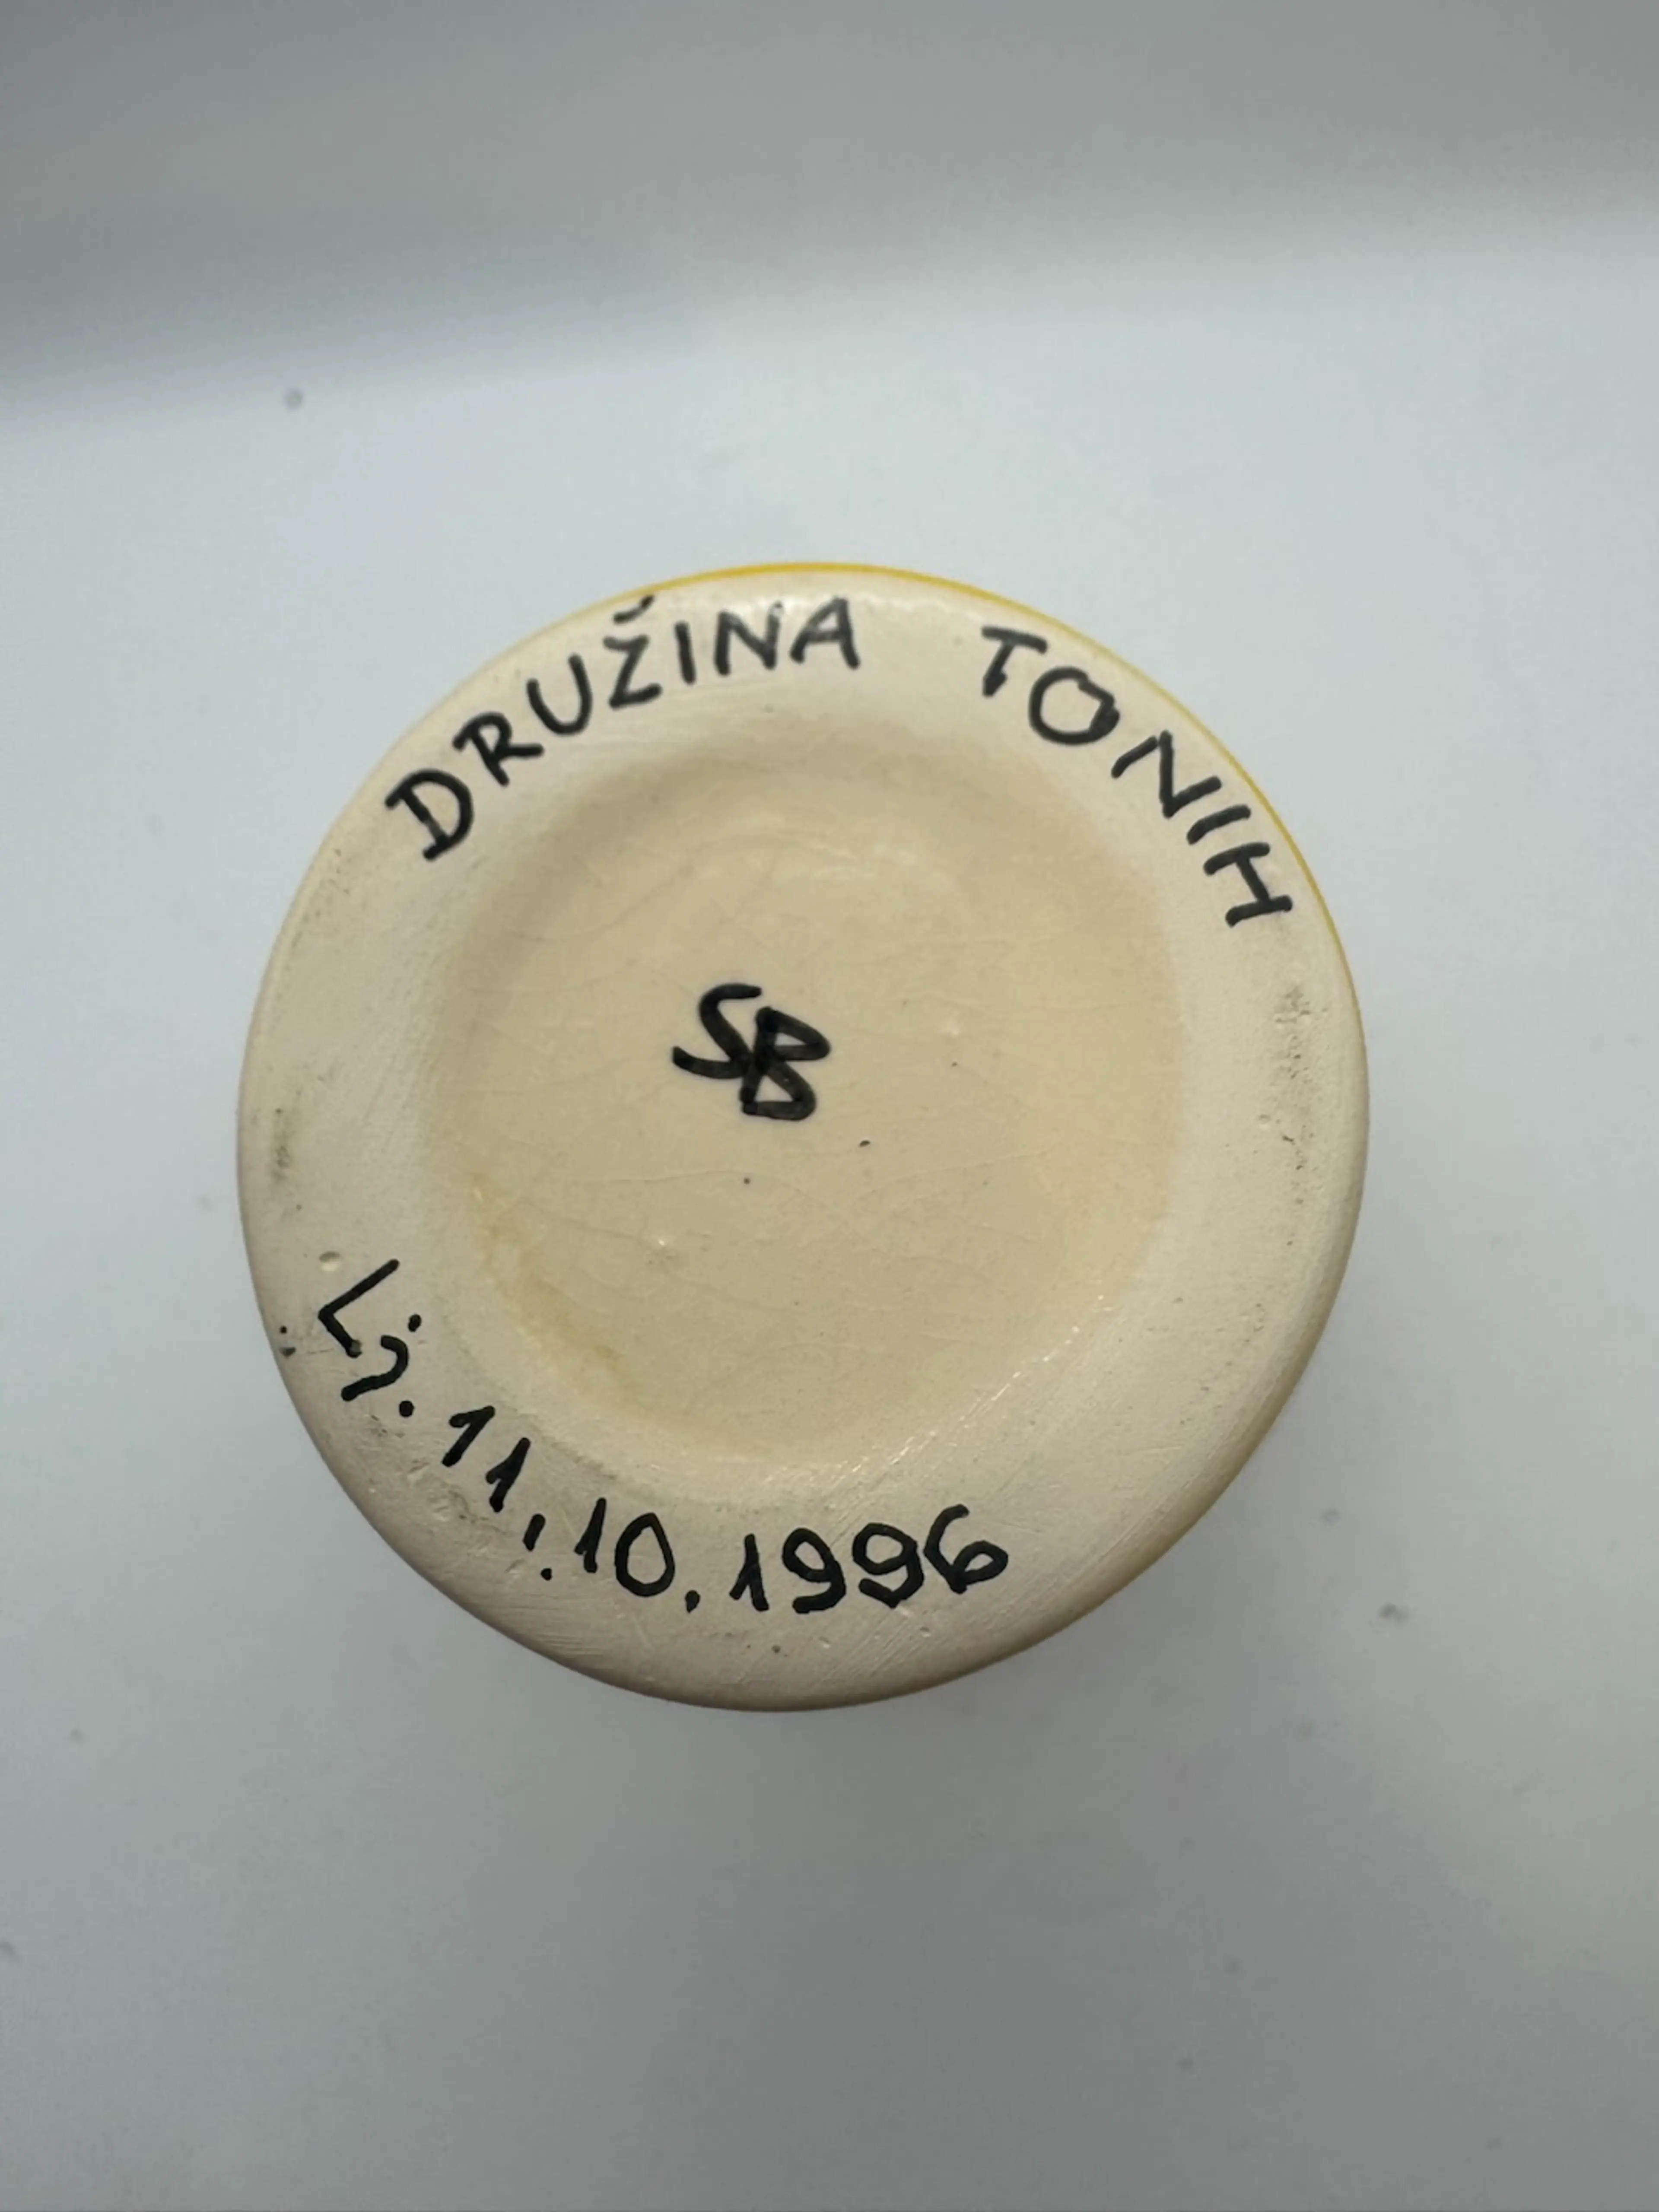 DRUŽINA TONIH
SB
Lj. 11.10.1996